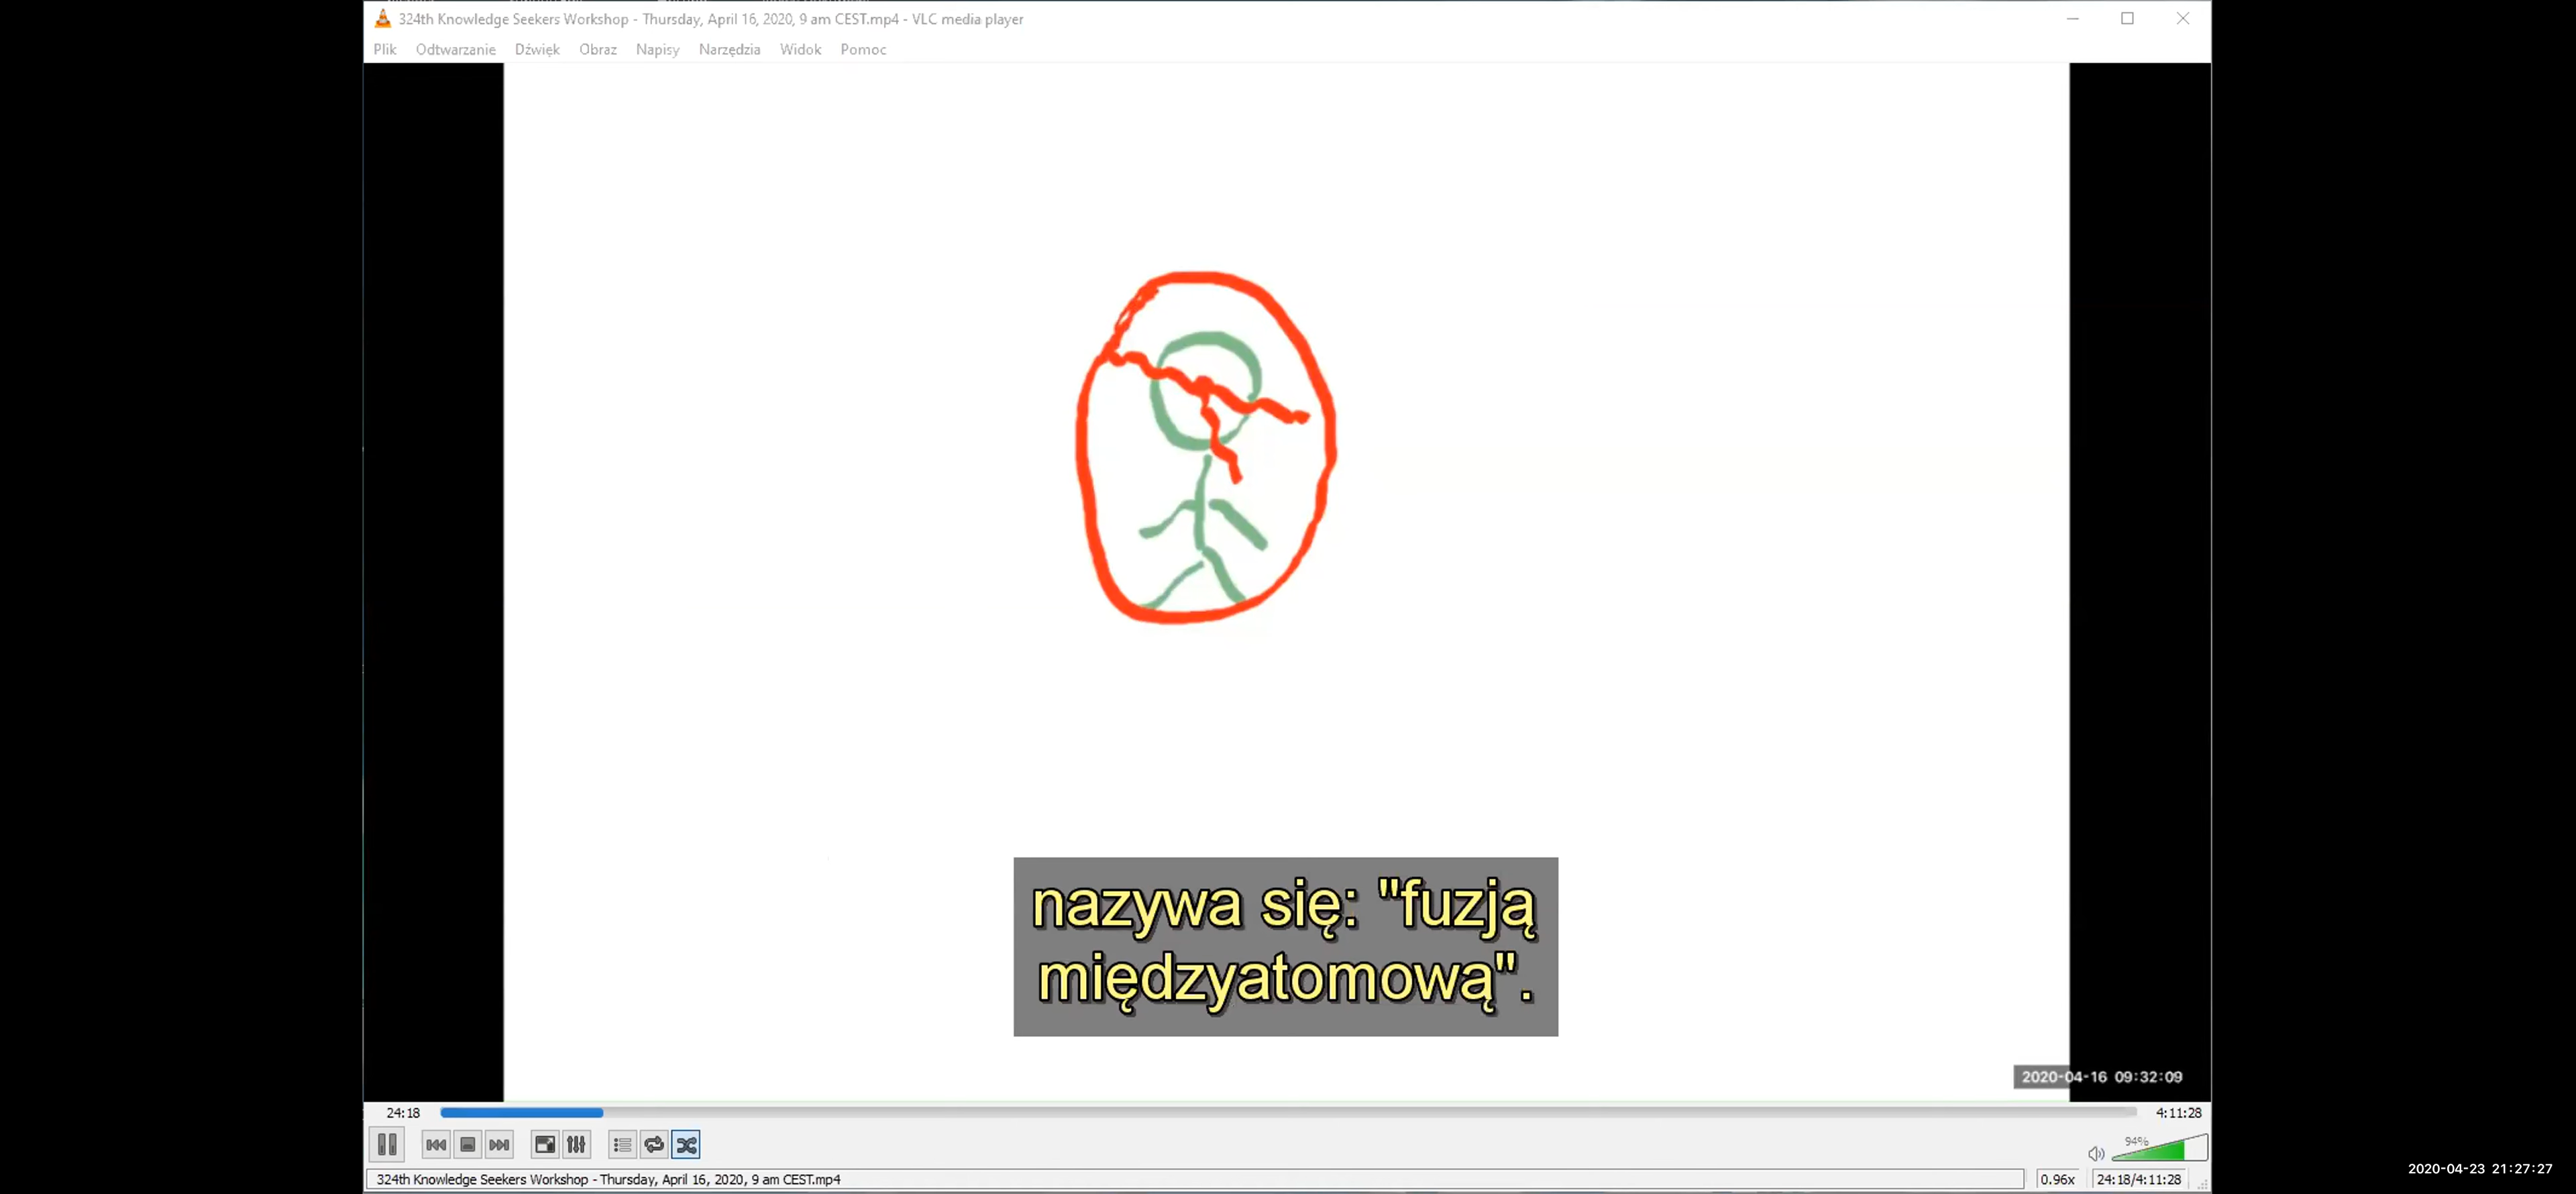 324th Knowledge Seekers Workshop - Thursday, April 16, 2020, 9 am CEST.mp4 - VLC media player
Plik Odtwarzanie Dźwięk Obraz Napisy Narzędzia Widok Pomoc
nazywa się: "fuzją
międzyatomową".
2020-04-16 09:32:09
24:18 4:11:28
94%
2020-04-23 21:27:27
324th Knowledge Seekers Workshop - Thursday, April 16, 2020, 9 am CEST.mp4 0.96x 24:18/4:11:28